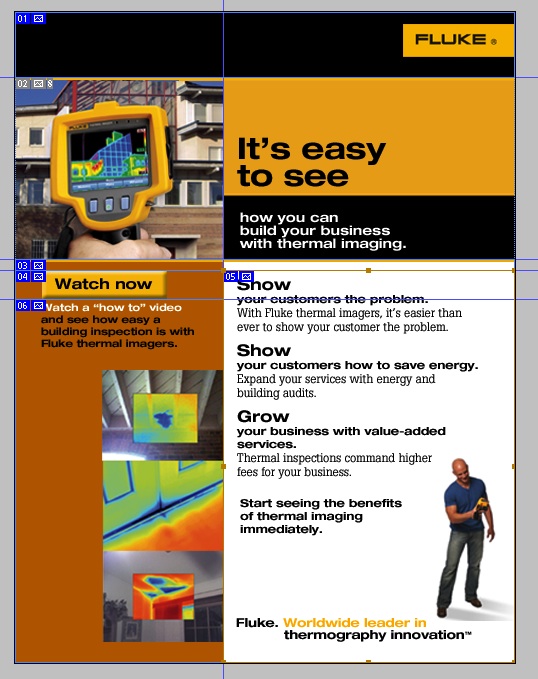 01
FLUKE ®
02
It's easy
to see
how you can
build your business
with thermal imaging.
03
04
Watch now
06
Watch a “how to” video
and see how easy a
building inspection is with
Fluke thermal imagers.
05
Show
your customers the problem.
With Fluke thermal imagers, it's easier than
ever to show your customer the problem.
Show
your customers how to save energy.
Expand your services with energy and
building audits.
Grow
your business with value-added
services.
Thermal inspections command higher
fees for your business.
Start seeing the benefits
of thermal imaging
immediately.
Fluke. Worldwide leader in
thermography innovation™